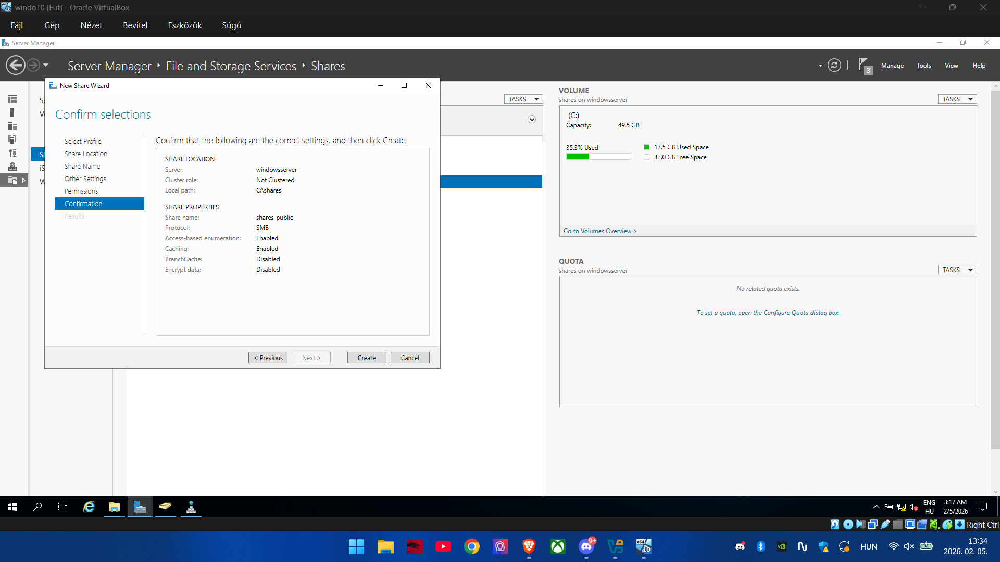 windo10 [Fut] - Oracle VirtualBox
Fájl Gép Nézet Bevitel Eszközök Súgó
Server Manager
Server Manager ‣ File and Storage Services ‣ Shares
3
Manage Tools View Help
New Share Wizard
Confirm selections
Select Profile
Share Location
Share Name
Other Settings
Permissions
Confirmation
Results
Confirm that the following are the correct settings, and then click Create.
SHARE LOCATION
Server: windowsserver
Cluster role: Not Clustered
Local path: C:\shares
SHARE PROPERTIES
Share name: shares-public
Protocol: SMB
Access-based enumeration: Enabled
Caching: Enabled
BranchCache: Disabled
Encrypt data: Disabled
< Previous Next > Create Cancel
TASKS
VOLUME
shares on windowsserver
TASKS
(C:)
Capacity: 49.5 GB
35.3% Used
17.5 GB Used Space
32.0 GB Free Space
Go to Volumes Overview >
QUOTA
shares on windowsserver
TASKS
No related quota exists.
To set a quota, open the Configure Quota dialog box.
ENG
HU
3:17 AM
2/5/2026
Right Ctrl
9+
x64
10
HUN
13:34
2026. 02. 05.